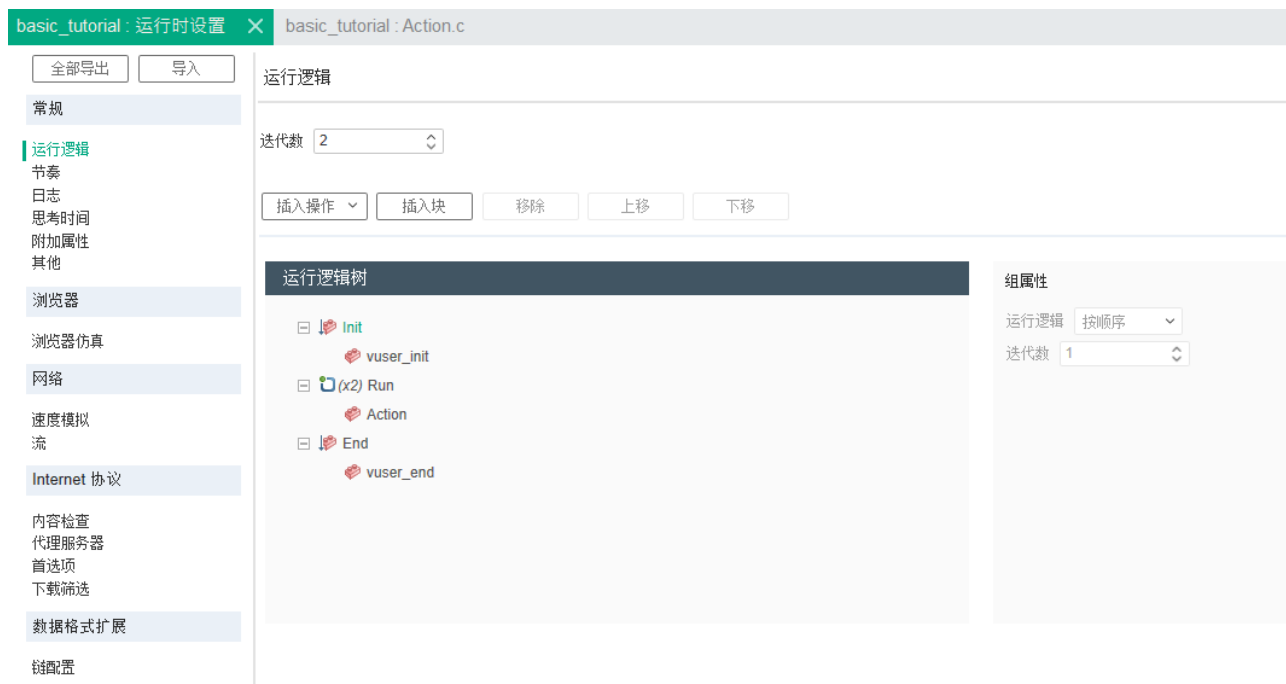 basic_tutorial : 运行时设置 basic_tutorial : Action.c
全部导出 导入
常规
运行逻辑
节奏
日志
思考时间
附加属性
其他
浏览器
浏览器仿真
网络
速度模拟
流
Internet 协议
内容检查
代理服务器
首选项
下载筛选
数据格式扩展
链配置
运行逻辑
迭代数 2
插入操作 插入块 移除 上移 下移
运行逻辑树
Init
vuser_init
(x2) Run
Action
End
vuser_end
组属性
运行逻辑 按顺序
迭代数 1